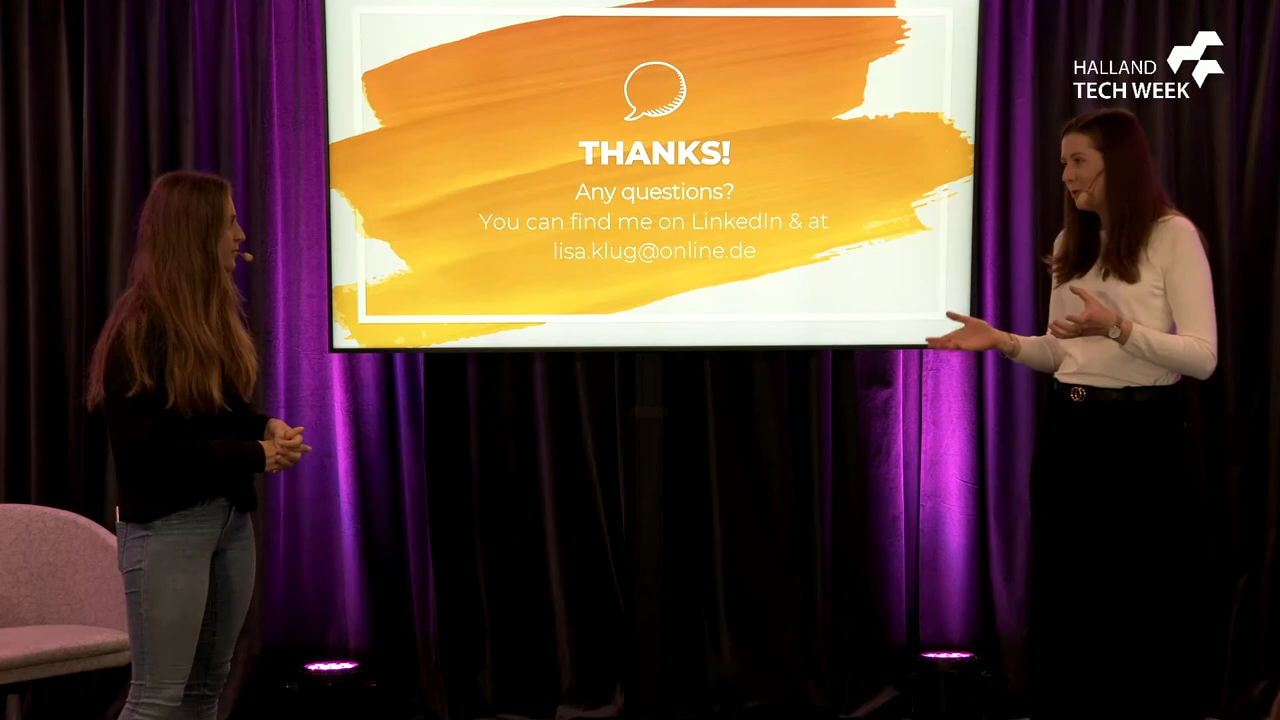 HALLAND
TECH WEEK
THANKS!
Any questions?
You can find me on LinkedIn & at
lisa.klug@online.de